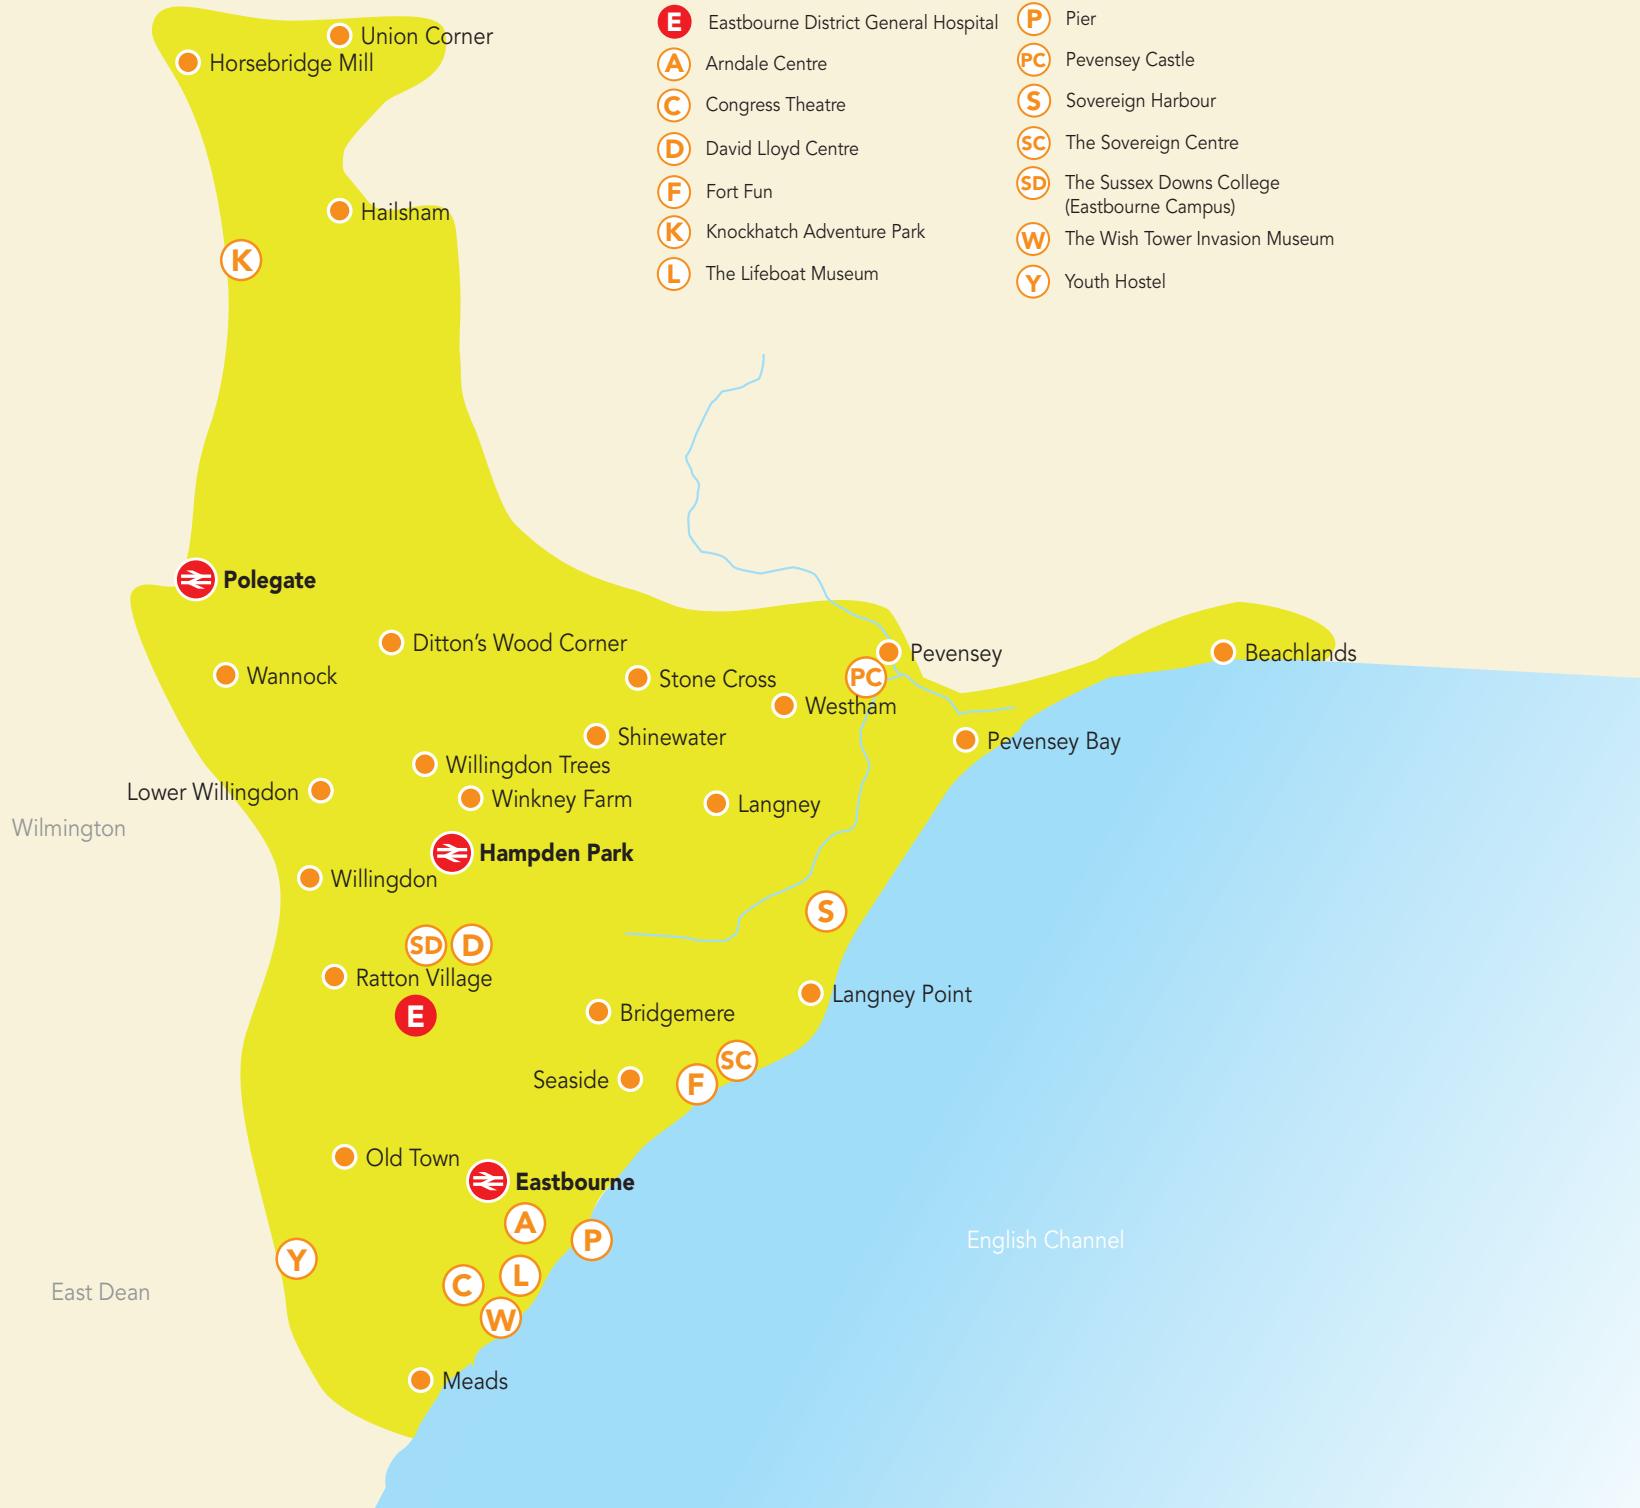 Union Corner
Horsebridge Mill
Hailsham
K
E Eastbourne District General Hospital
A Arndale Centre
C Congress Theatre
D David Lloyd Centre
F Fort Fun
K Knockhatch Adventure Park
L The Lifeboat Museum
P Pier
PC Pevensey Castle
S Sovereign Harbour
SC The Sovereign Centre
SD The Sussex Downs College
(Eastbourne Campus)
W The Wish Tower Invasion Museum
Y Youth Hostel
Polegate
Ditton’s Wood Corner
Pevensey
Beachlands
Wannock
Stone Cross
PC
Westham
Shinewater
Pevensey Bay
Willingdon Trees
Lower Willingdon
Winkney Farm
Langney
Wilmington
Hampden Park
Willingdon
S
SD
D
Ratton Village
Langney Point
E
Bridgemere
SC
Seaside
F
Old Town
Eastbourne
A
P
English Channel
Y
L
C
East Dean
W
Meads